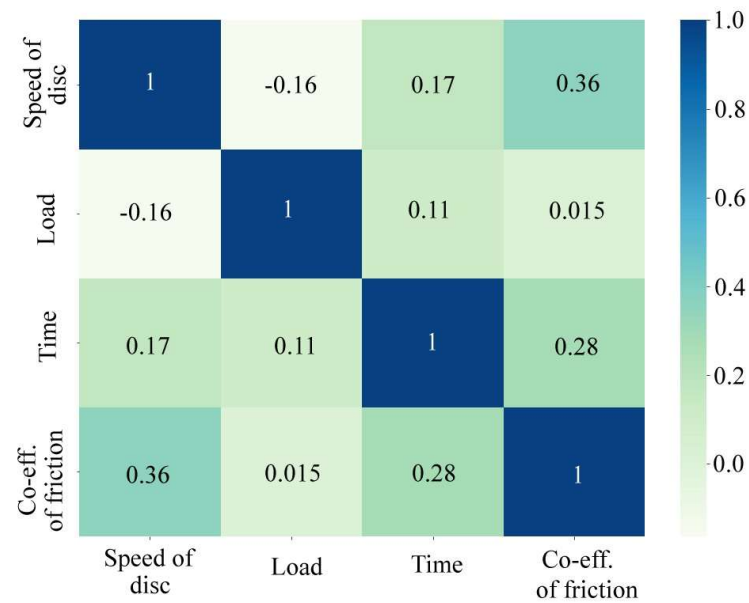 Speed of
disc
1
-0.16
0.17
0.36
Load
-0.16
1
0.11
0.015
Time
0.17
0.11
1
0.28
Co-eff.
of friction
0.36
0.015
0.28
1
Speed of
disc
Load
Time
Co-eff.
of friction
1.0
0.8
0.6
0.4
0.2
0.0